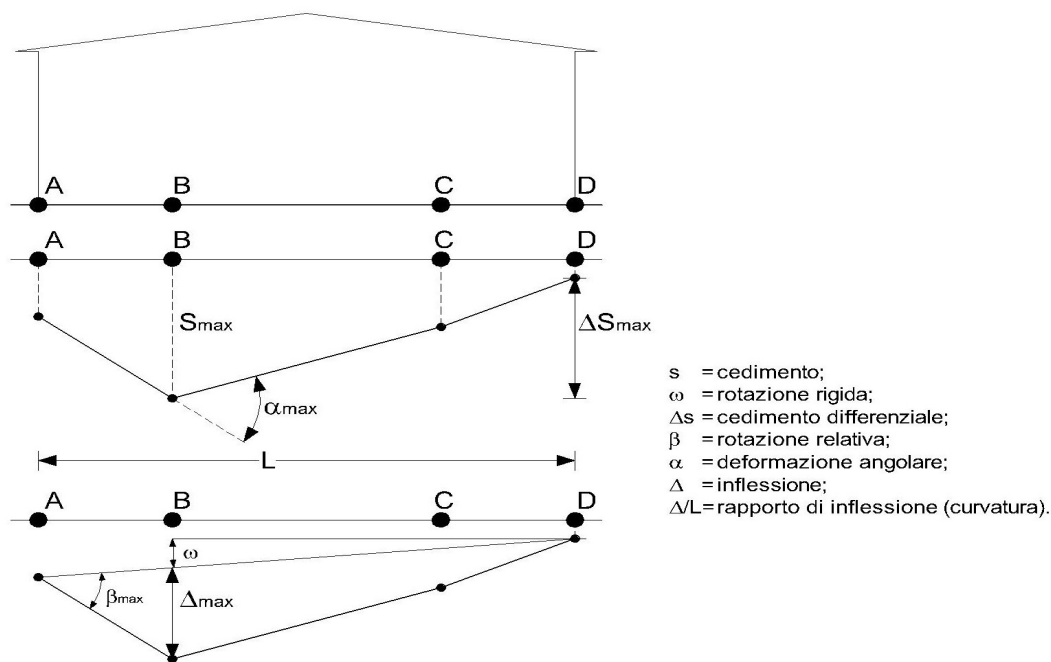 A B C D
A B C D
Smax
ΔSmax
αmax
L
A B C D
ω
βmax
Δmax
s = cedimento;
ω = rotazione rigida;
Δs = cedimento differenziale;
β = rotazione relativa;
α = deformazione angolare;
Δ = inflessione;
Δ/L= rapporto di inflessione (curvatura).